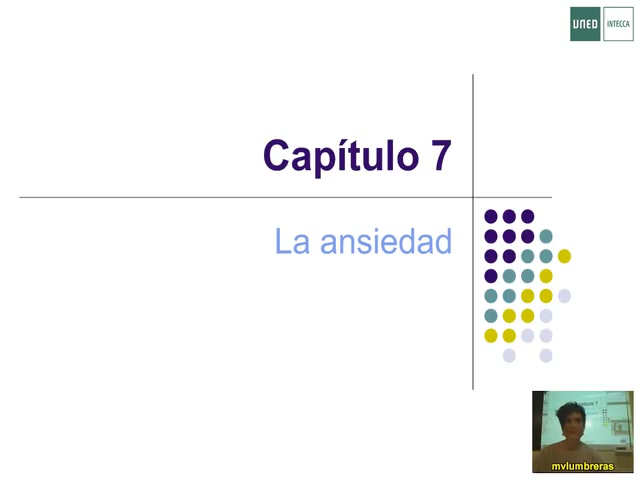 UNED
INTECCA
Capítulo 7
La ansiedad
mvlumbreras